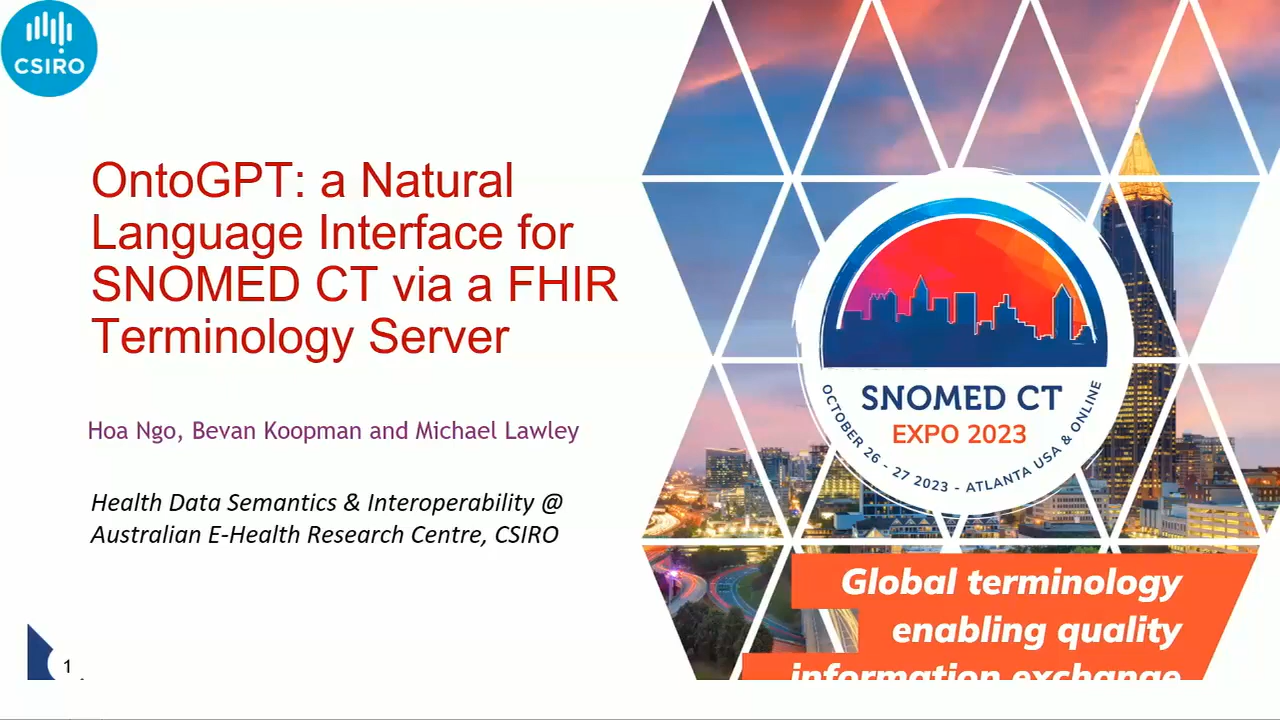 CSIRO
OntoGPT: a Natural
Language Interface for
SNOMED CT via a FHIR
Terminology Server
Hoa Ngo, Bevan Koopman and Michael Lawley
Health Data Semantics & Interoperability @
Australian E-Health Research Centre, CSIRO
1
SNOMED CT
EXPO 2023
OCTOBER 26 - 27 2023 - ATLANTA USA & ONLINE
Global terminology
enabling quality
information exchange